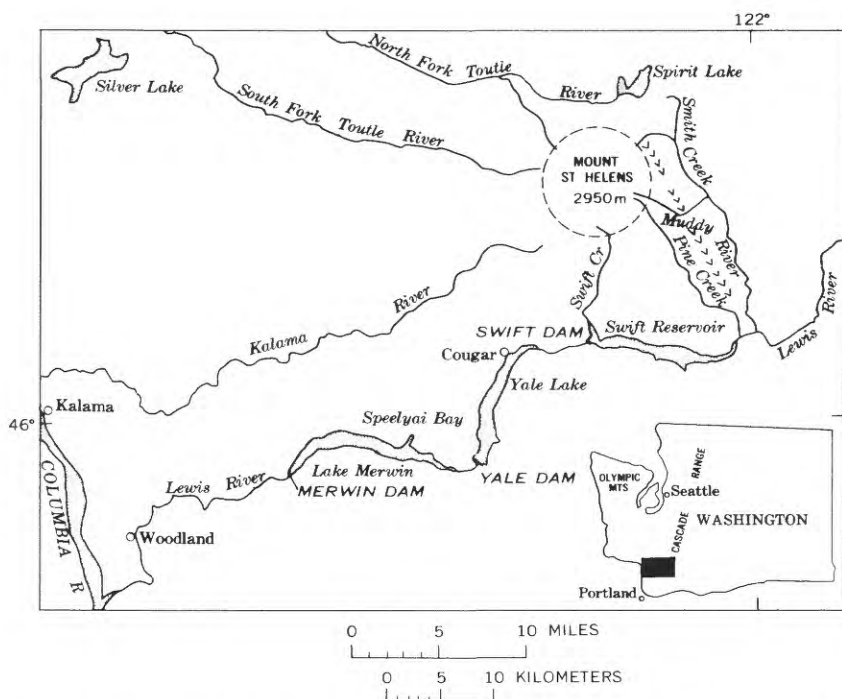 122°
North Fork Toutle River
Spirit Lake
Silver Lake
South Fork Toutle River
Smith Creek
MOUNT
ST HELENS
2950m
Muddy River
Pine Creek
Swift Cr
Kalama River
SWIFT DAM
Swift Reservoir
Lewis River
Cougar
Yale Lake
Kalama
46°
Speelyai Bay
COLUMBIA R
Lewis River
Lake Merwin
MERWIN DAM
YALE DAM
Woodland
OLYMPIC
MTS
CASCADE RANGE
Seattle
WASHINGTON
Portland
0 5 10 MILES
0 5 10 KILOMETERS